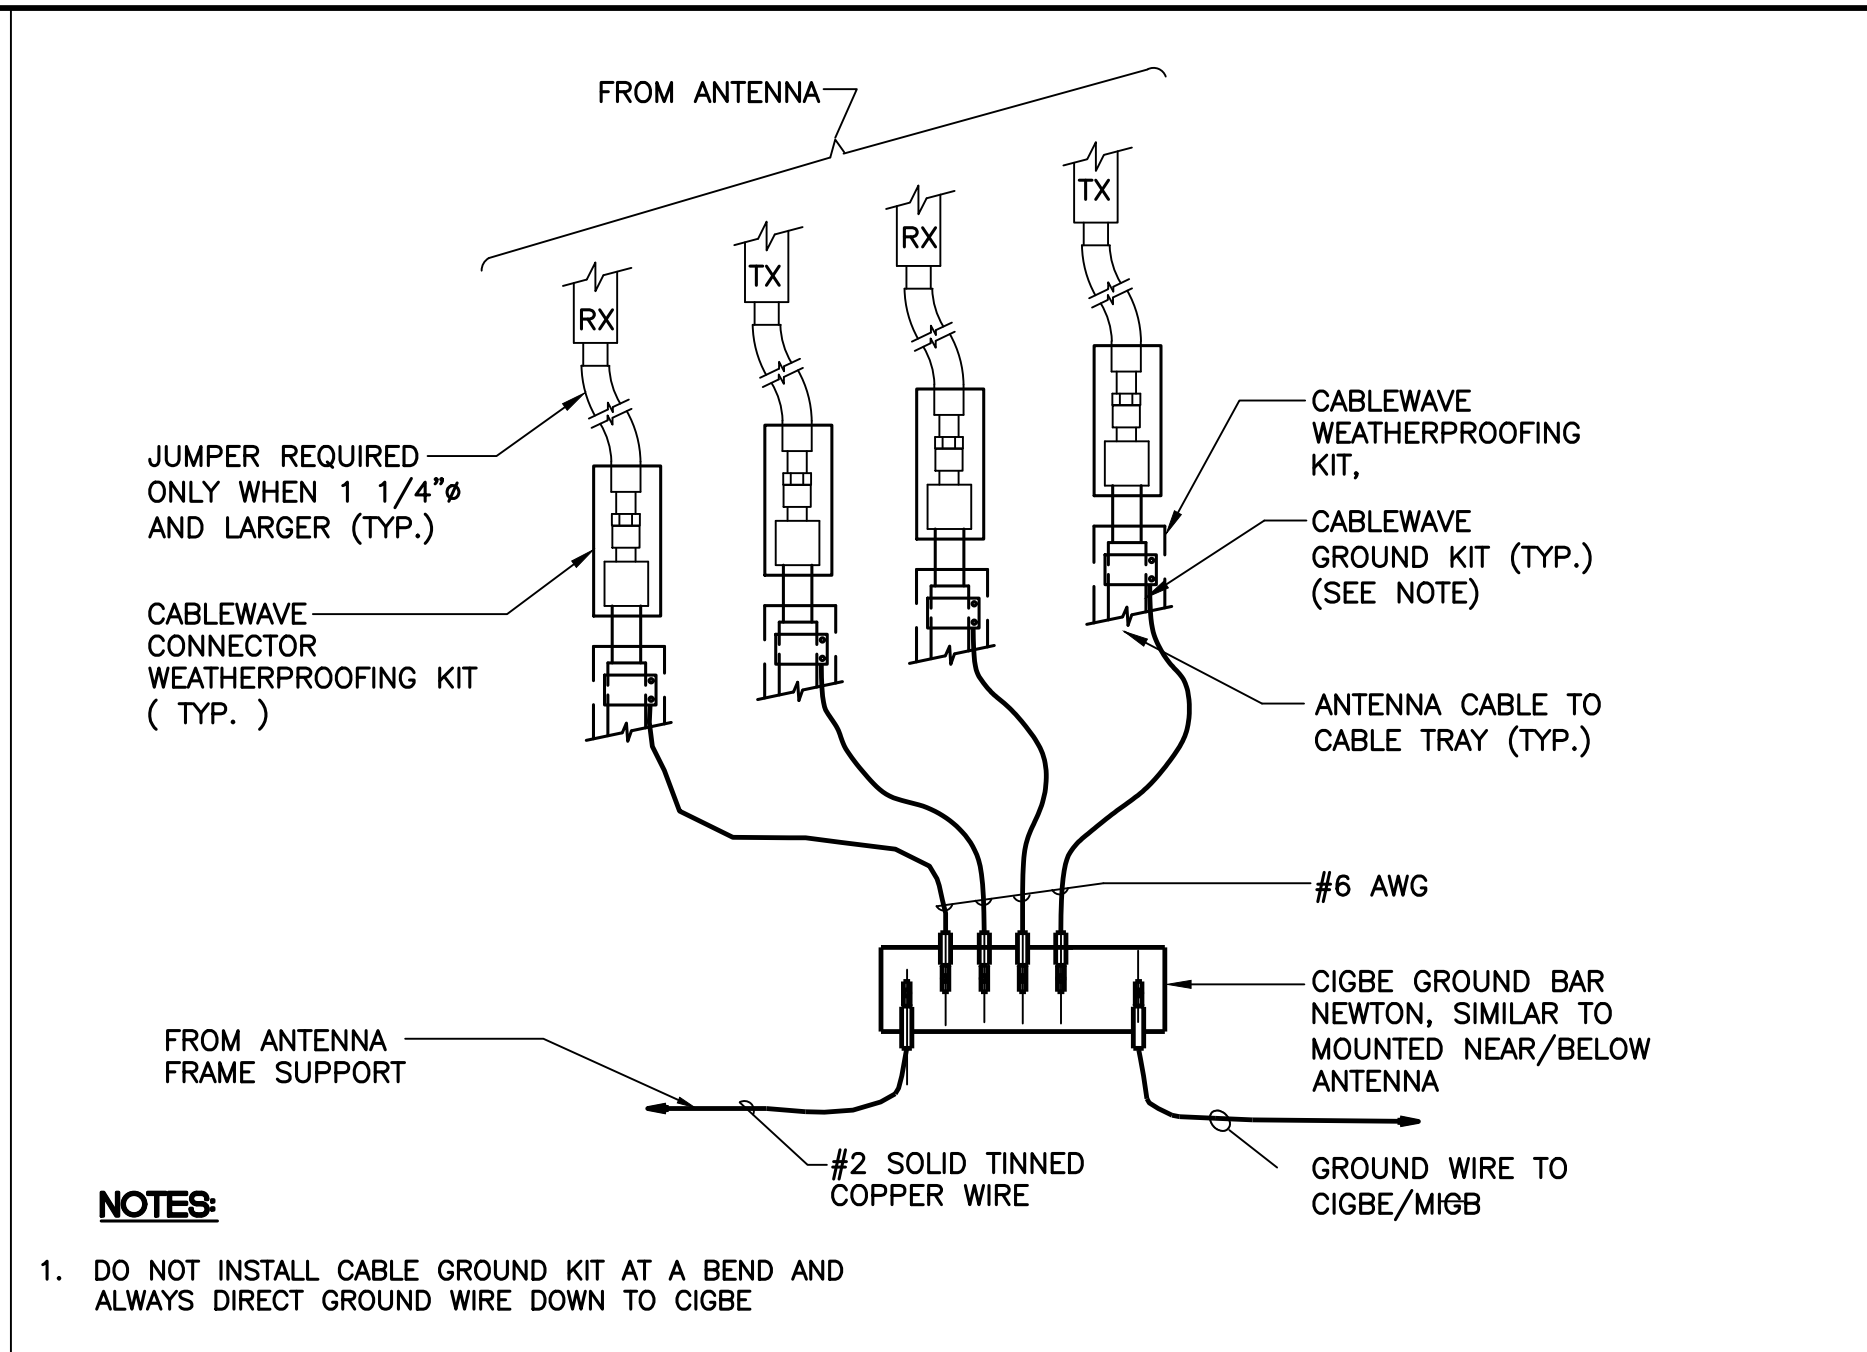 FROM ANTENNA
TX
RX
TX
RX
JUMPER REQUIRED
ONLY WHEN 1 1/4"ø
AND LARGER (TYP.)
CABLEWAVE
CONNECTOR
WEATHERPROOFING KIT
( TYP. )
CABLEWAVE
WEATHERPROOFING
KIT,
CABLEWAVE
GROUND KIT (TYP.)
(SEE NOTE)
ANTENNA CABLE TO
CABLE TRAY (TYP.)
#6 AWG
CIGBE GROUND BAR
NEWTON, SIMILAR TO
MOUNTED NEAR/BELOW
ANTENNA
FROM ANTENNA
FRAME SUPPORT
#2 SOLID TINNED
COPPER WIRE
GROUND WIRE TO
CIGBE/MIGB
NOTES:
1. DO NOT INSTALL CABLE GROUND KIT AT A BEND AND
ALWAYS DIRECT GROUND WIRE DOWN TO CIGBE